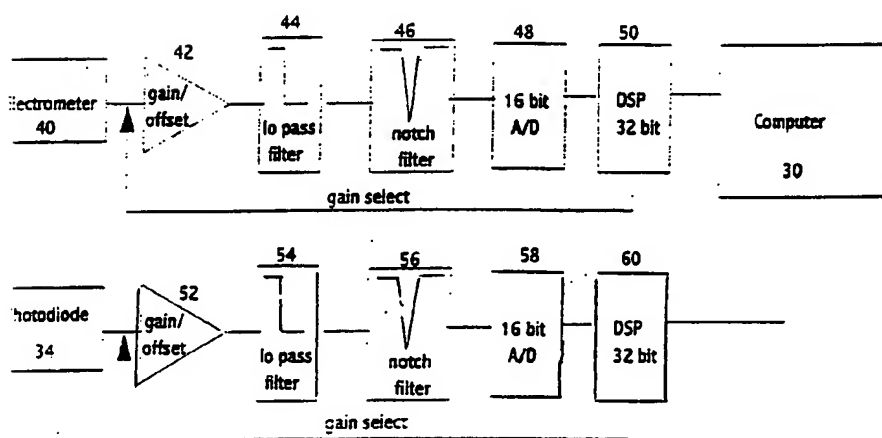 42
44
46
48
50
llectrometer
40
gain/
offset
lo pass
filter
notch
filter
16 bit
A/D
DSP
32 bit
Computer
30
gain select
52
54
56
58
60
hotodiode
34
gain/
offset
lo pass
filter
notch
filter
16 bit
A/D
DSP
32 bit
gain select